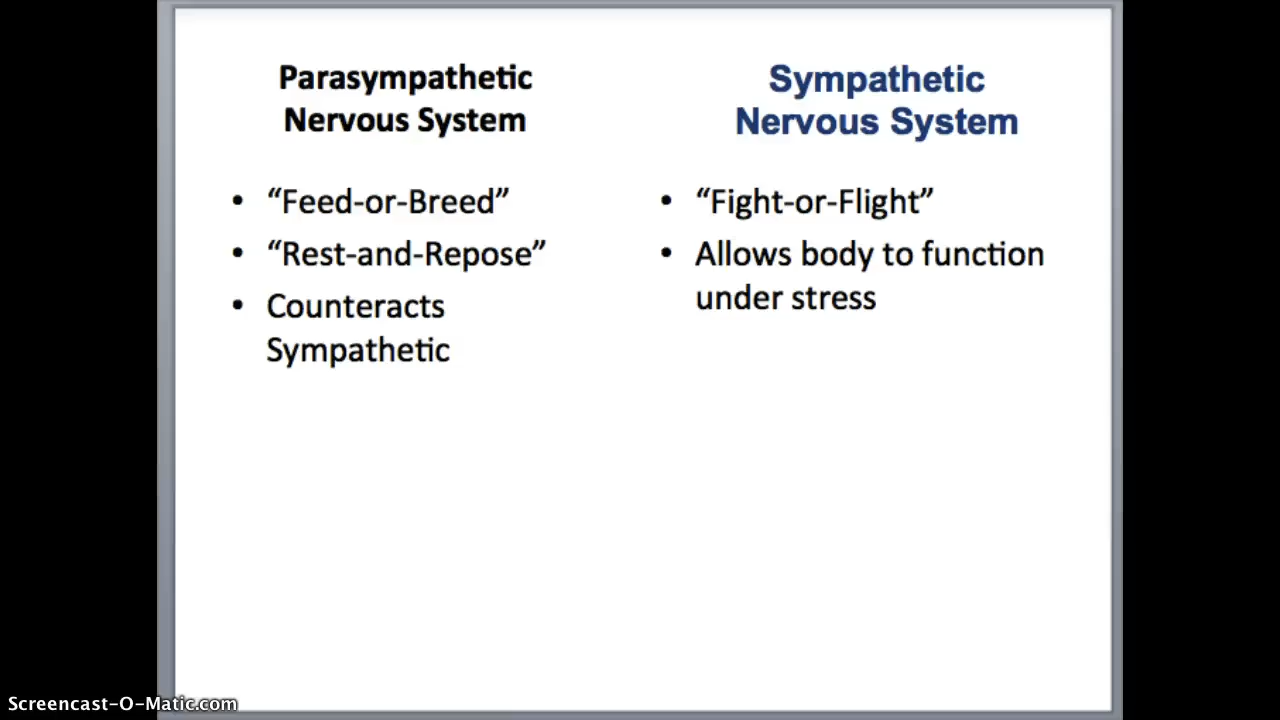 Parasympathetic
Nervous System
• “Feed-or-Breed”
• “Rest-and-Repose”
• Counteracts
Sympathetic
Sympathetic
Nervous System
• “Fight-or-Flight”
• Allows body to function
under stress
Screencast-O-Matic.com